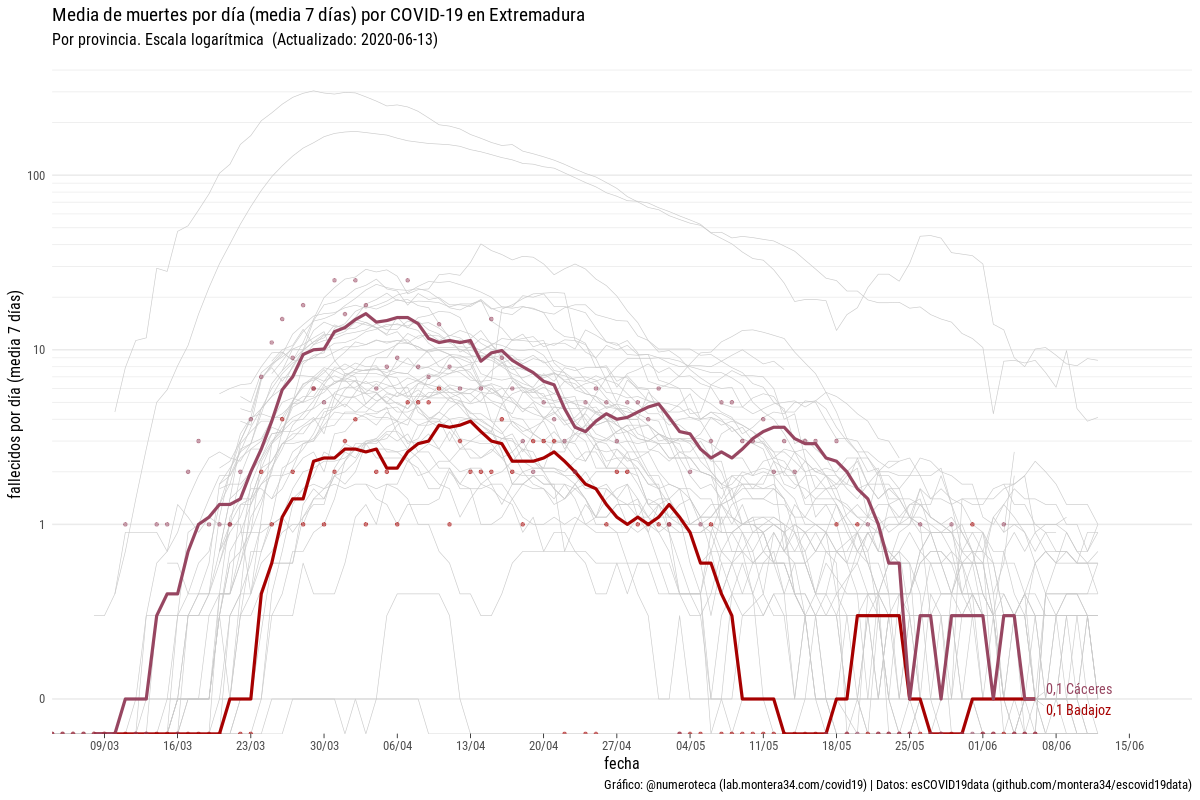 Media de muertes por día (media 7 días) por COVID-19 en Extremadura
Por provincia. Escala logarítmica  (Actualizado: 2020-06-13)
fallecidos por día (media  7 días)
100
10
1
0
0,1 Cáceres
0,1 Badajoz
09/03 16/03 23/03 30/03 06/04 13/04 20/04 27/04 04/05 11/05 18/05 25/05 01/06 08/06 15/06
fecha
Gráfico: @numeroteca (lab.montera34.com/covid19) | Datos: esCOVID19data (github.com/montera34/escovid19data)